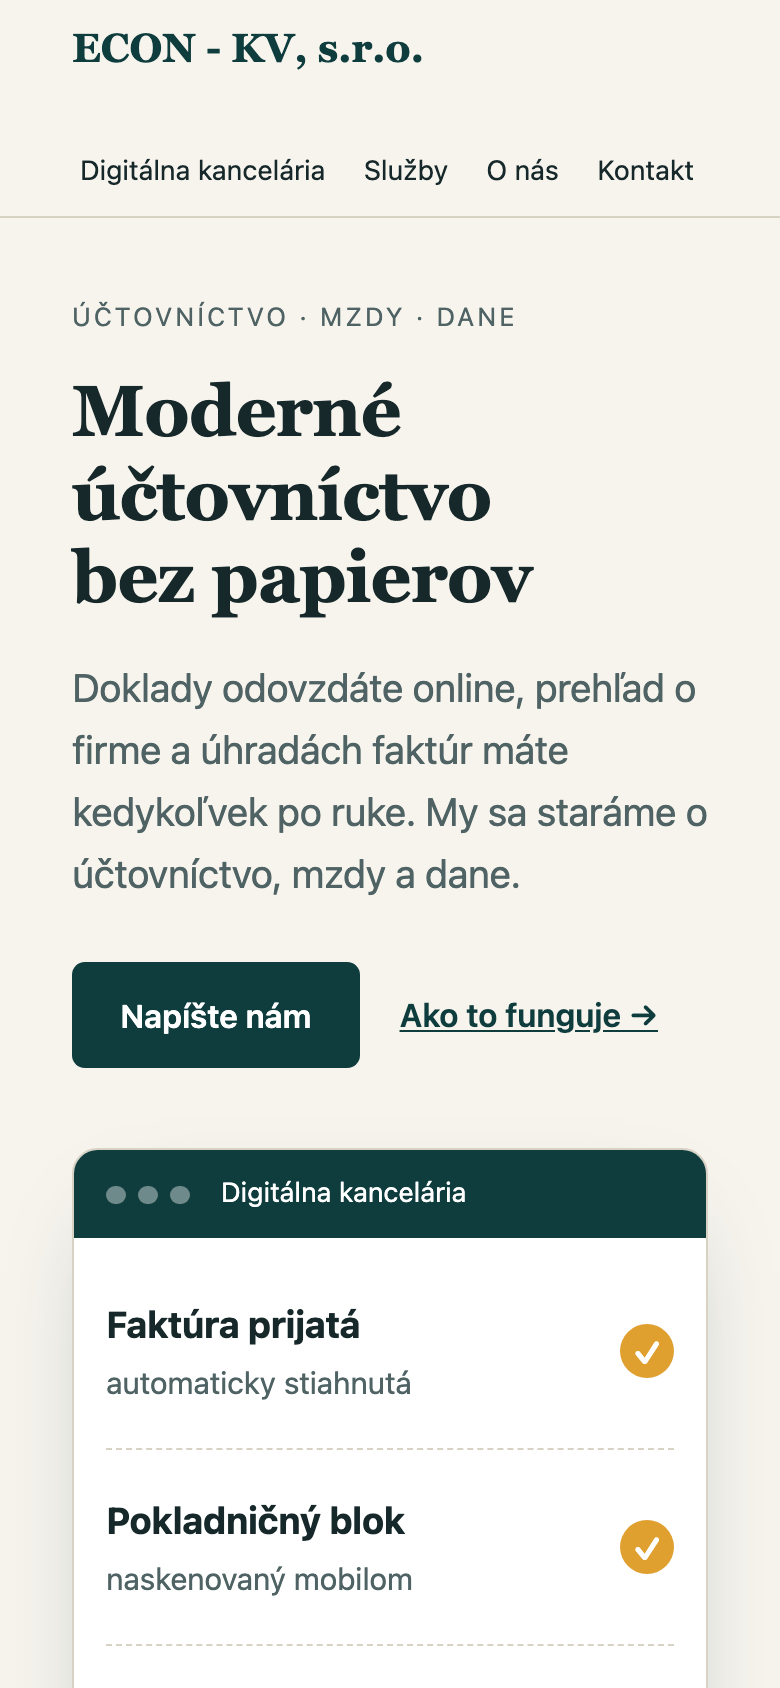 ECON - KV, s.r.o.
Digitálna kancelária Služby O nás Kontakt
ÚČTOVNÍCTVO · MZDY · DANE
Moderné
účtovníctvo
bez papierov
Doklady odovzdáte online, prehľad o
firme a úhradách faktúr máte
kedykoľvek po ruke. My sa staráme o
účtovníctvo, mzdy a dane.
Napíšte nám Ako to funguje →
Digitálna kancelária
Faktúra prijatá
automaticky stiahnutá
Pokladničný blok
naskenovaný mobilom